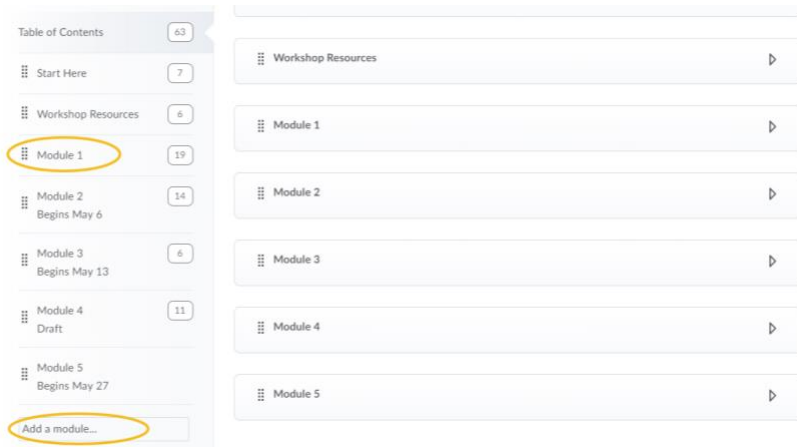 Table of Contents 63
Start Here 7
Workshop Resources 6
Module 1 19
Module 2 14
Begins May 6
Module 3 6
Begins May 13
Module 4 11
Draft
Module 5
Begins May 27
Add a module...
Workshop Resources
Module 1
Module 2
Module 3
Module 4
Module 5